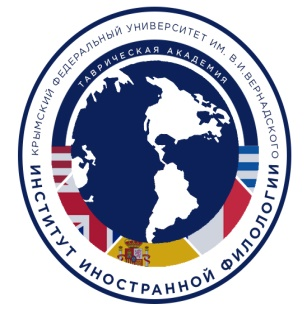 КРЫМСКИЙ ФЕДЕРАЛЬНЫЙ УНИВЕРСИТЕТ ИМ. В.И.ВЕРНАДСКОГО
ТАВРИЧЕСКАЯ АКАДЕМИЯ
ИНСТИТУТ ИНОСТРАННОЙ ФИЛОЛОГИИ